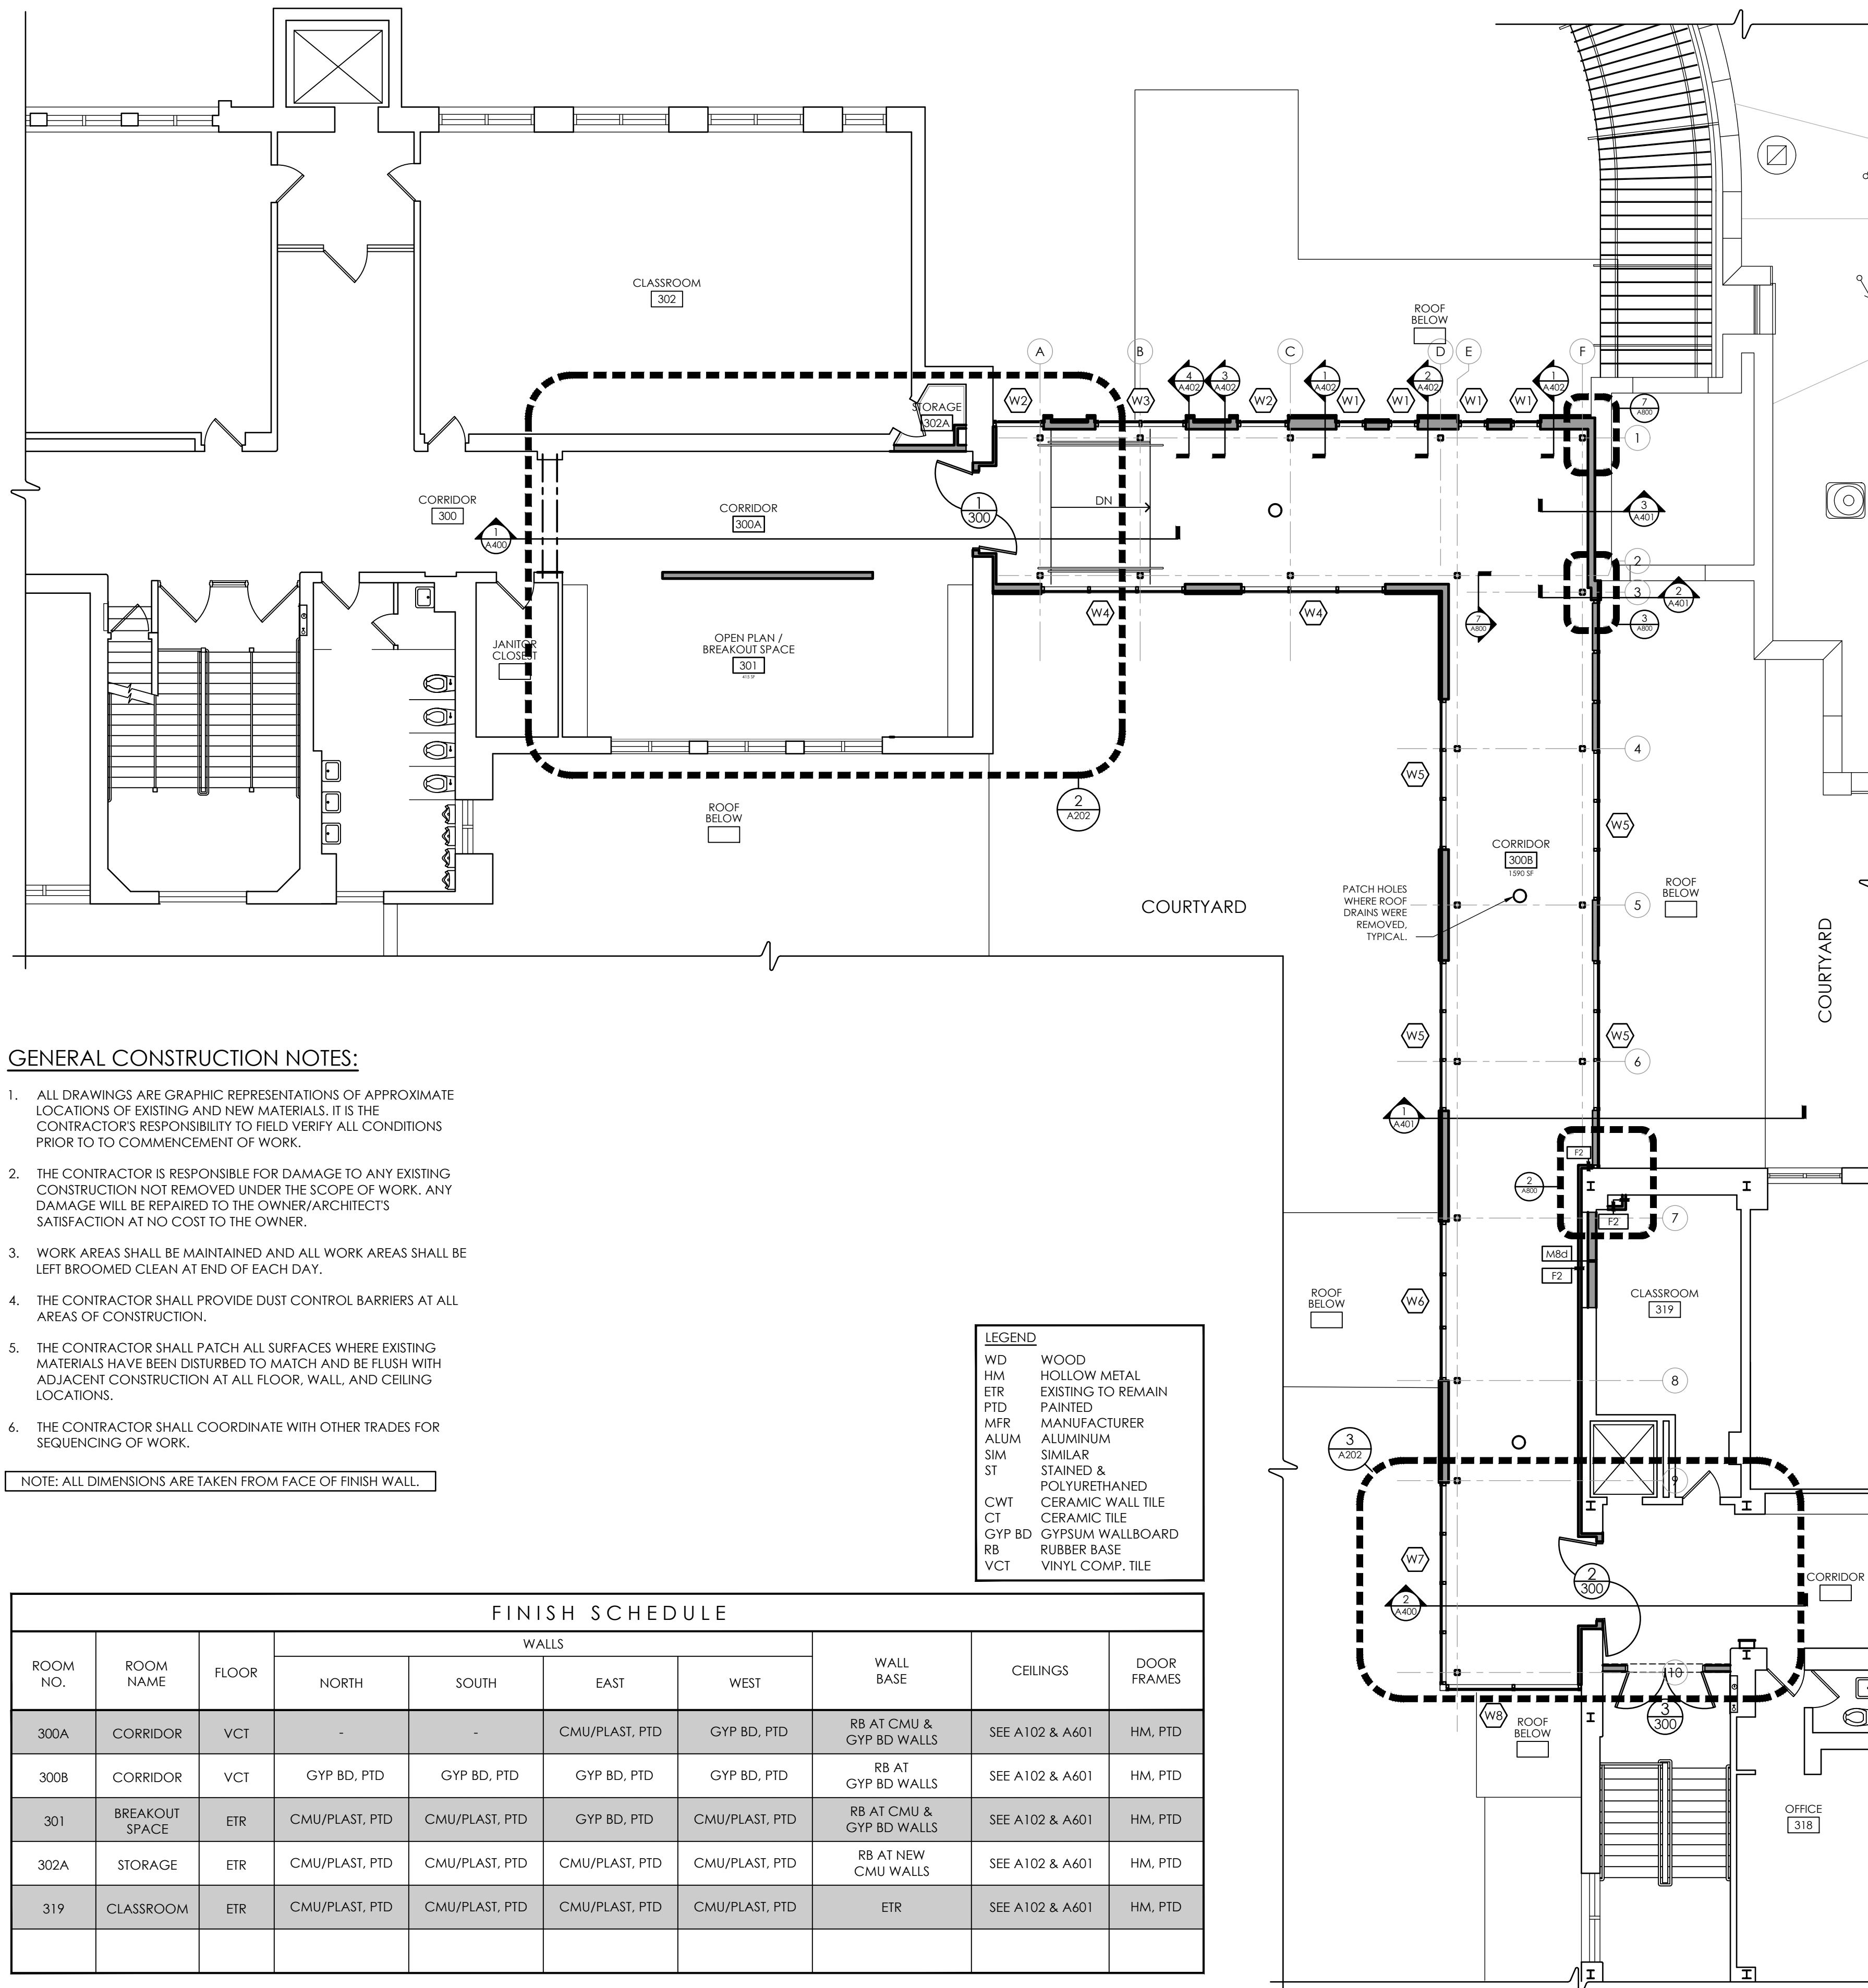 CLASSROOM
302
ROOF
BELOW
A
B
C
D
E
F
4
A402
3
A402
1
A402
2
A402
1
A402
W2
W3
W2
W1
W1
W1
W1
7
A800
1
STORAGE
302A
CORRIDOR
300
CORRIDOR
300A
1
A400
1
300
DN
3
A401
2
3
2
A401
3
A800
7
A800
W4
W4
JANITOR
CLOSEST
OPEN PLAN /
BREAKOUT SPACE
301
412 SF
4
W5
W5
ROOF
BELOW
2
A202
CORRIDOR
300B
1590 SF
PATCH HOLES
WHERE ROOF
DRAINS WERE
REMOVED,
TYPICAL.
COURTYARD
5
ROOF
BELOW
COURTYARD
W5
W5
6
1
A401
F2
2
A800
F2
7
M8d
F2
ROOF
BELOW
W6
CLASSROOM
319
8
3
A202
9
W7
2
300
CORRIDOR
2
A400
10
3
300
W8
ROOF
BELOW
OFFICE
318
GENERAL CONSTRUCTION NOTES:
1. ALL DRAWINGS ARE GRAPHIC REPRESENTATIONS OF APPROXIMATE
LOCATIONS OF EXISTING AND NEW MATERIALS. IT IS THE
CONTRACTOR'S RESPONSIBILITY TO FIELD VERIFY ALL CONDITIONS
PRIOR TO TO COMMENCEMENT OF WORK.
2. THE CONTRACTOR IS RESPONSIBLE FOR DAMAGE TO ANY EXISTING
CONSTRUCTION NOT REMOVED UNDER THE SCOPE OF WORK. ANY
DAMAGE WILL BE REPAIRED TO THE OWNER/ARCHITECT'S
SATISFACTION AT NO COST TO THE OWNER.
3. WORK AREAS SHALL BE MAINTAINED AND ALL WORK AREAS SHALL BE
LEFT BROOMED CLEAN AT END OF EACH DAY.
4. THE CONTRACTOR SHALL PROVIDE DUST CONTROL BARRIERS AT ALL
AREAS OF CONSTRUCTION.
5. THE CONTRACTOR SHALL PATCH ALL SURFACES WHERE EXISTING
MATERIALS HAVE BEEN DISTURBED TO MATCH AND BE FLUSH WITH
ADJACENT CONSTRUCTION AT ALL FLOOR, WALL, AND CEILING
LOCATIONS.
6. THE CONTRACTOR SHALL COORDINATE WITH OTHER TRADES FOR
SEQUENCING OF WORK.
NOTE: ALL DIMENSIONS ARE TAKEN FROM FACE OF FINISH WALL.
LEGEND
WD WOOD
HM HOLLOW METAL
ETR EXISTING TO REMAIN
PTD PAINTED
MFR MANUFACTURER
ALUM ALUMINUM
SIM SIMILAR
ST STAINED &
POLYURETHANED
CWT CERAMIC WALL TILE
CT CERAMIC TILE
GYP BD GYPSUM WALLBOARD
RB RUBBER BASE
VCT VINYL COMP. TILE
FINISH SCHEDULE
ROOM NO. ROOM NAME FLOOR WALLS NORTH SOUTH EAST WEST WALL BASE CEILINGS DOOR FRAMES
300A CORRIDOR VCT - - CMU/PLAST, PTD GYP BD, PTD RB AT CMU & GYP BD WALLS SEE A102 & A601 HM, PTD
300B CORRIDOR VCT GYP BD, PTD GYP BD, PTD GYP BD, PTD GYP BD, PTD RB AT GYP BD WALLS SEE A102 & A601 HM, PTD
301 BREAKOUT SPACE ETR CMU/PLAST, PTD CMU/PLAST, PTD GYP BD, PTD CMU/PLAST, PTD RB AT CMU & GYP BD WALLS SEE A102 & A601 HM, PTD
302A STORAGE ETR CMU/PLAST, PTD CMU/PLAST, PTD CMU/PLAST, PTD CMU/PLAST, PTD RB AT NEW CMU WALLS SEE A102 & A601 HM, PTD
319 CLASSROOM ETR CMU/PLAST, PTD CMU/PLAST, PTD CMU/PLAST, PTD CMU/PLAST, PTD ETR SEE A102 & A601 HM, PTD